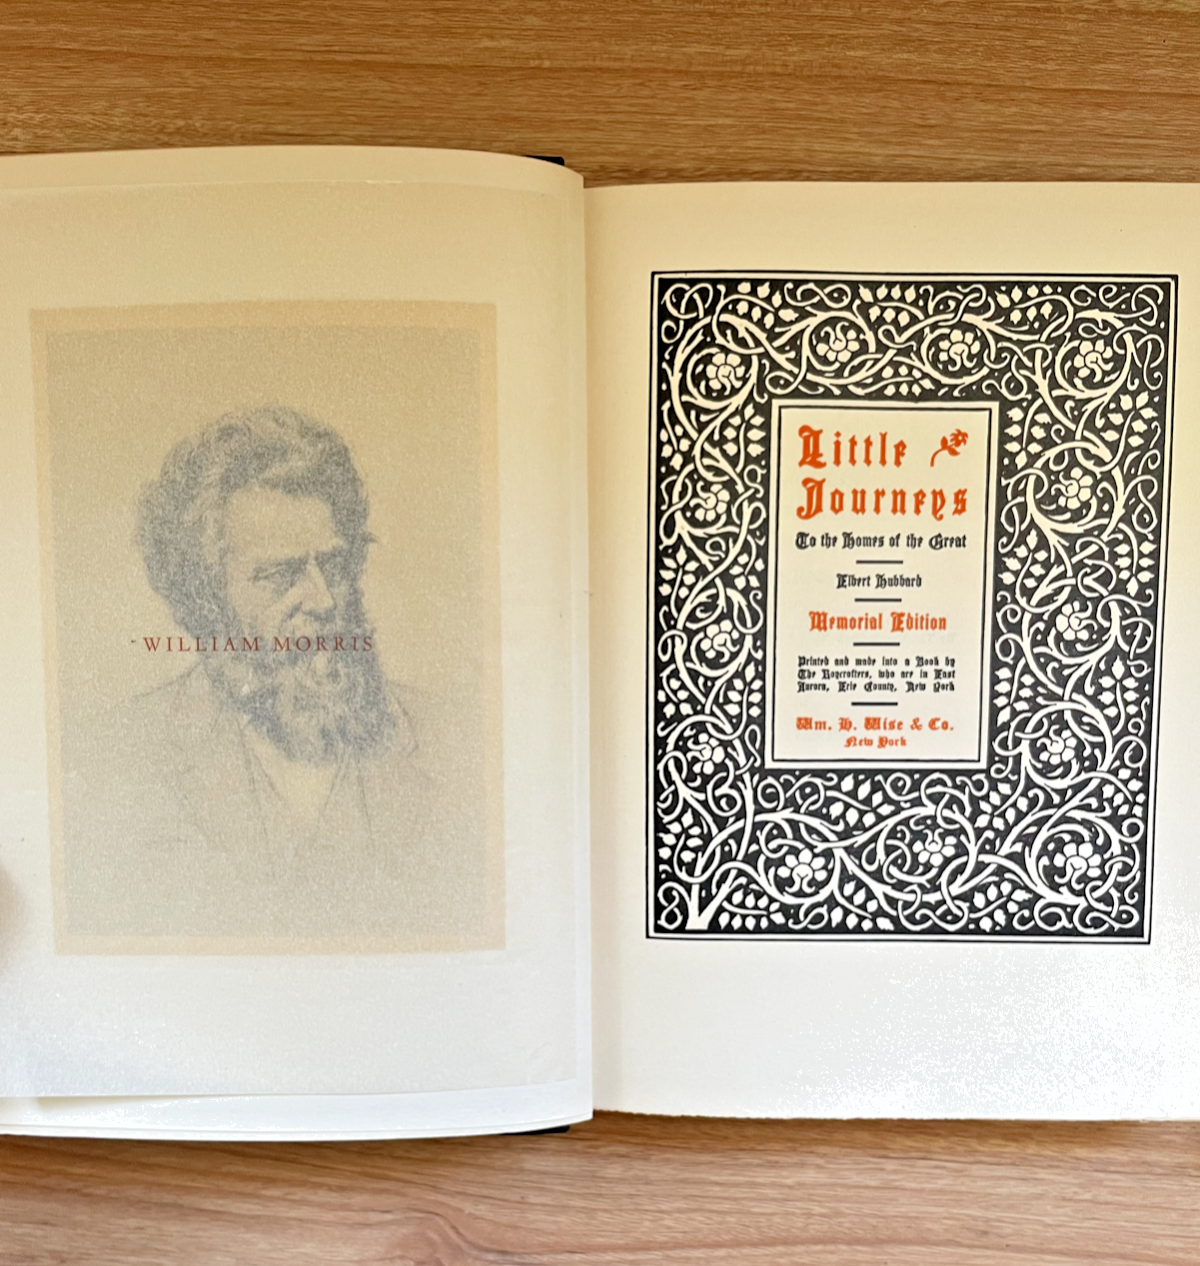 WILLIAM MORRIS
Little
Journeys
To the Homes of the Great
Elbert Hubbard
Memorial Edition
Printed and made into a Book by
The Roycrofters, who are in East
Aurora, Erie County, New York
Wm. H. Wise & Co.
New York